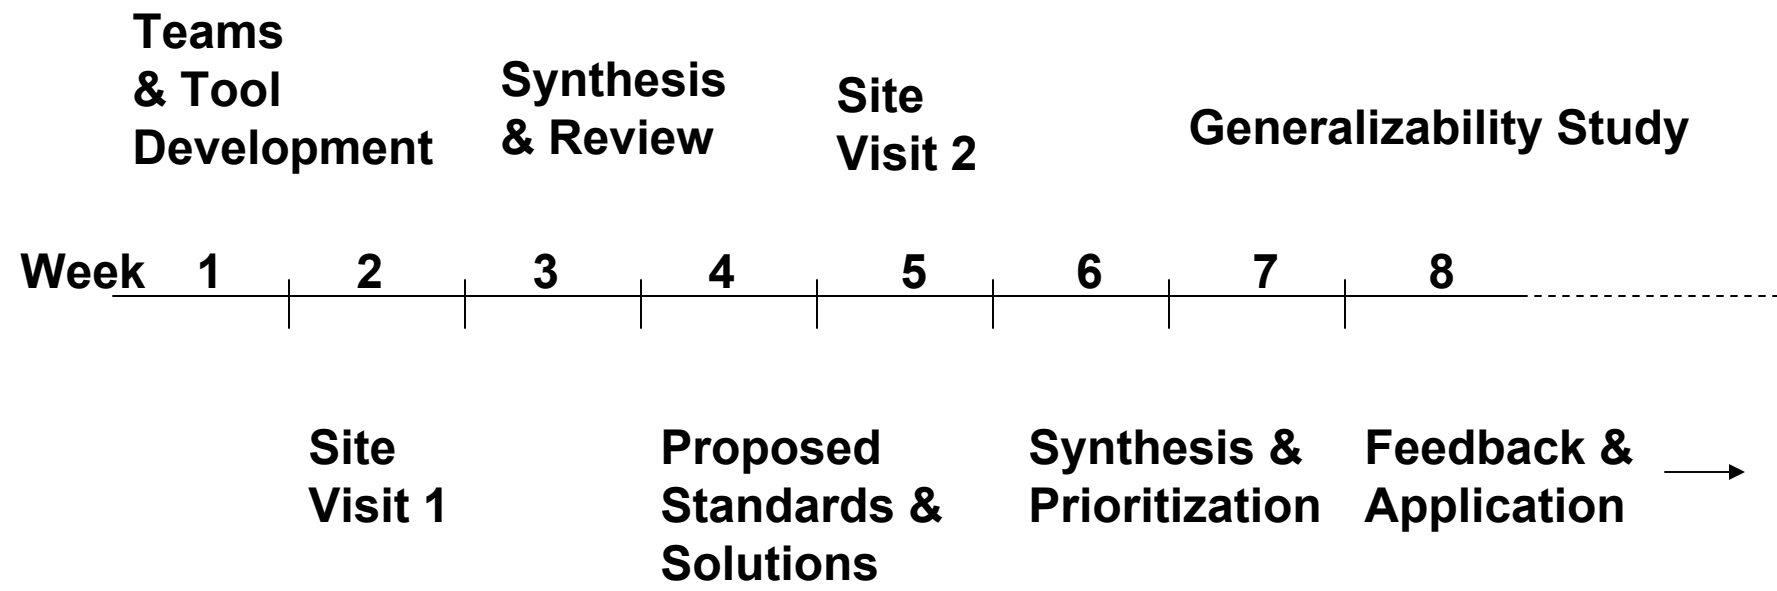 Teams
& Tool
Development
Synthesis
& Review
Site
Visit 2
Generalizability Study
Week 1 2 3 4 5 6 7 8
Site
Visit 1
Proposed
Standards &
Solutions
Synthesis &
Prioritization
Feedback &
Application